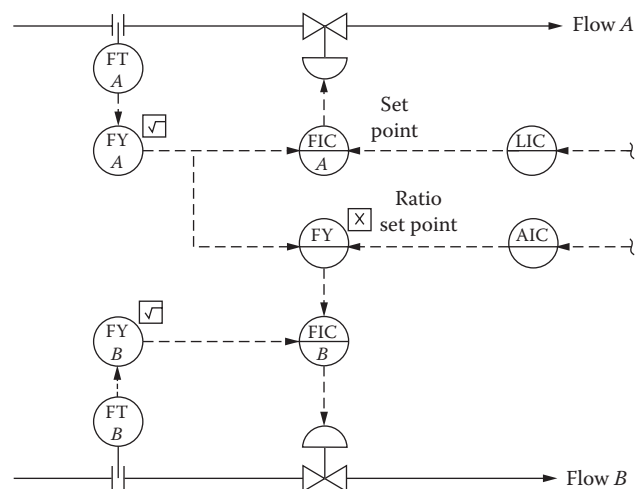 Flow A
FT
A
Set
point
FY
A
√
FIC
A
LIC
Ratio
set point
FY
X
AIC
FY
B
√
FIC
B
FT
B
Flow B